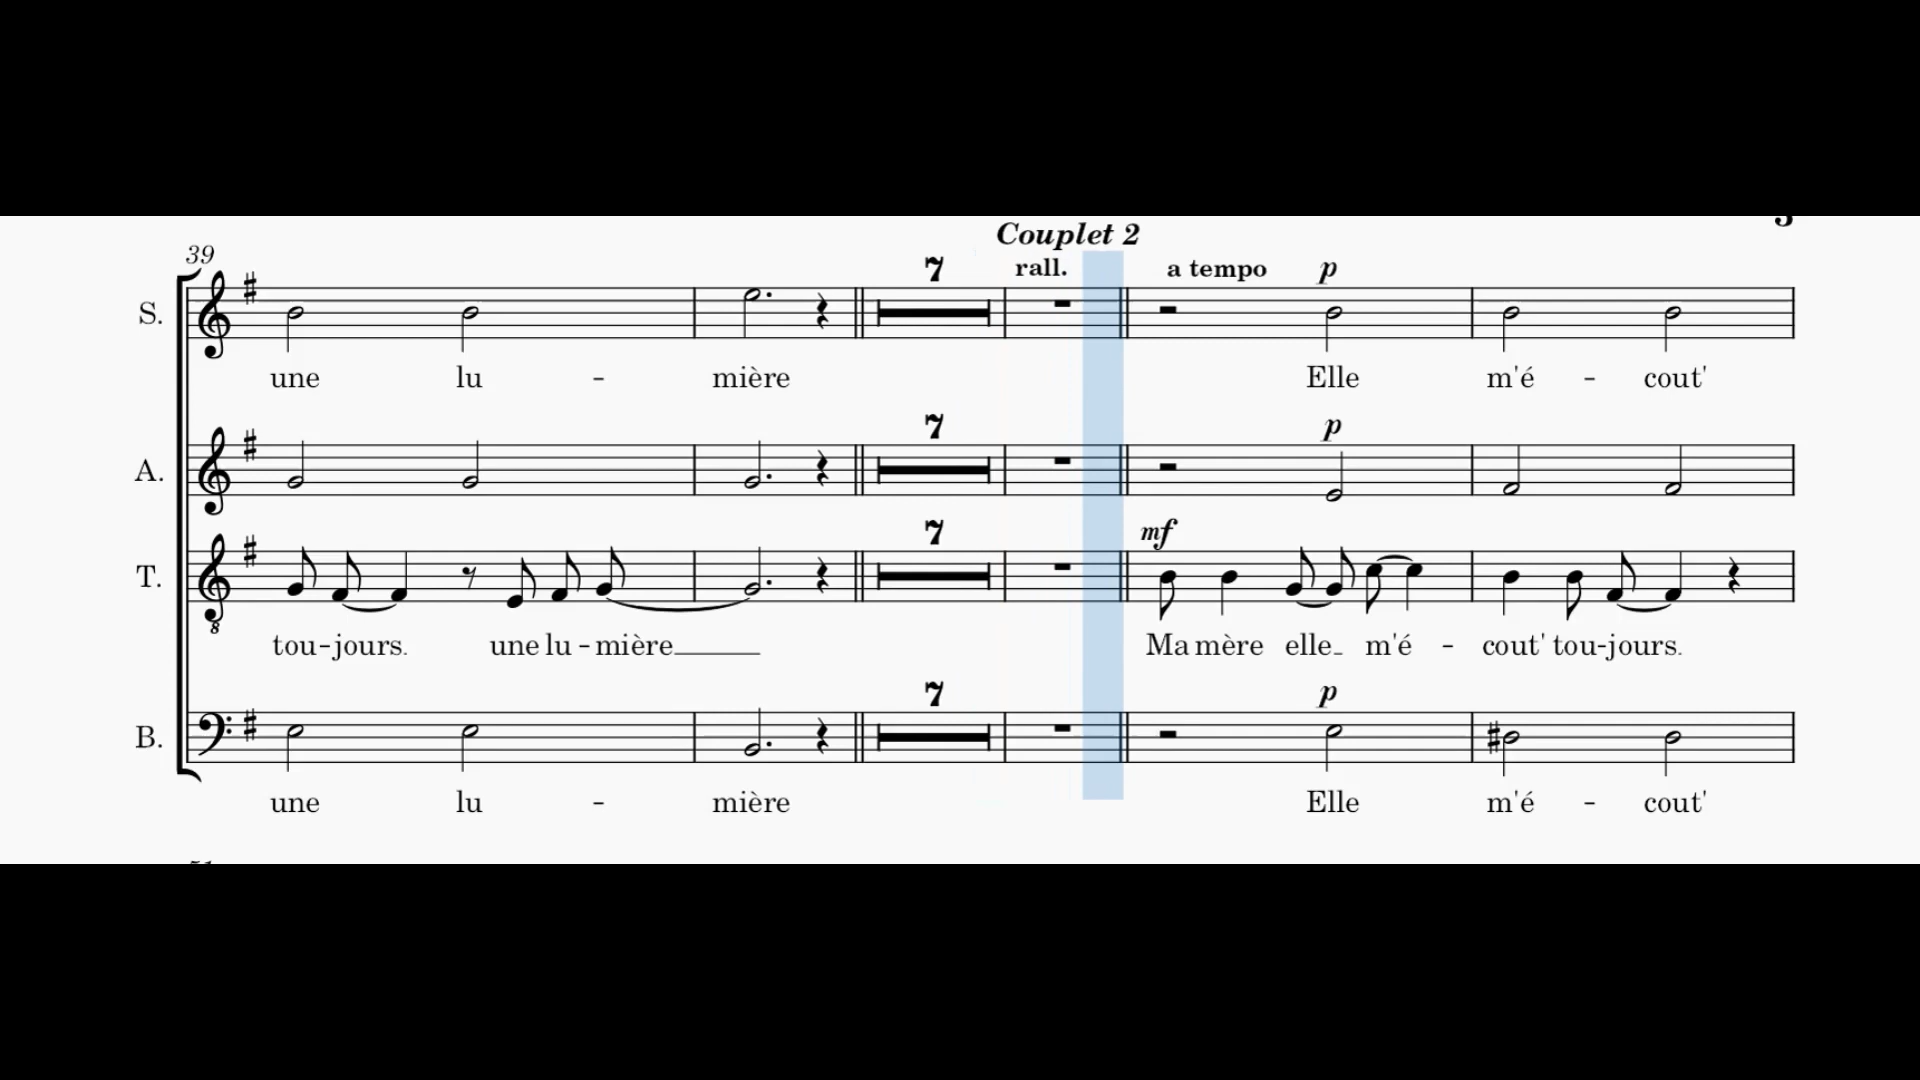 Couplet 2
39 7 rall. a tempo p
S.
une lu - mière Elle m'é - cout'
7 p
A.
7 mf
T.
8
tou-jours. une lu - mière Ma mère elle m'é - cout' tou-jours.
7 p
B.
une lu - mière Elle m'é - cout'